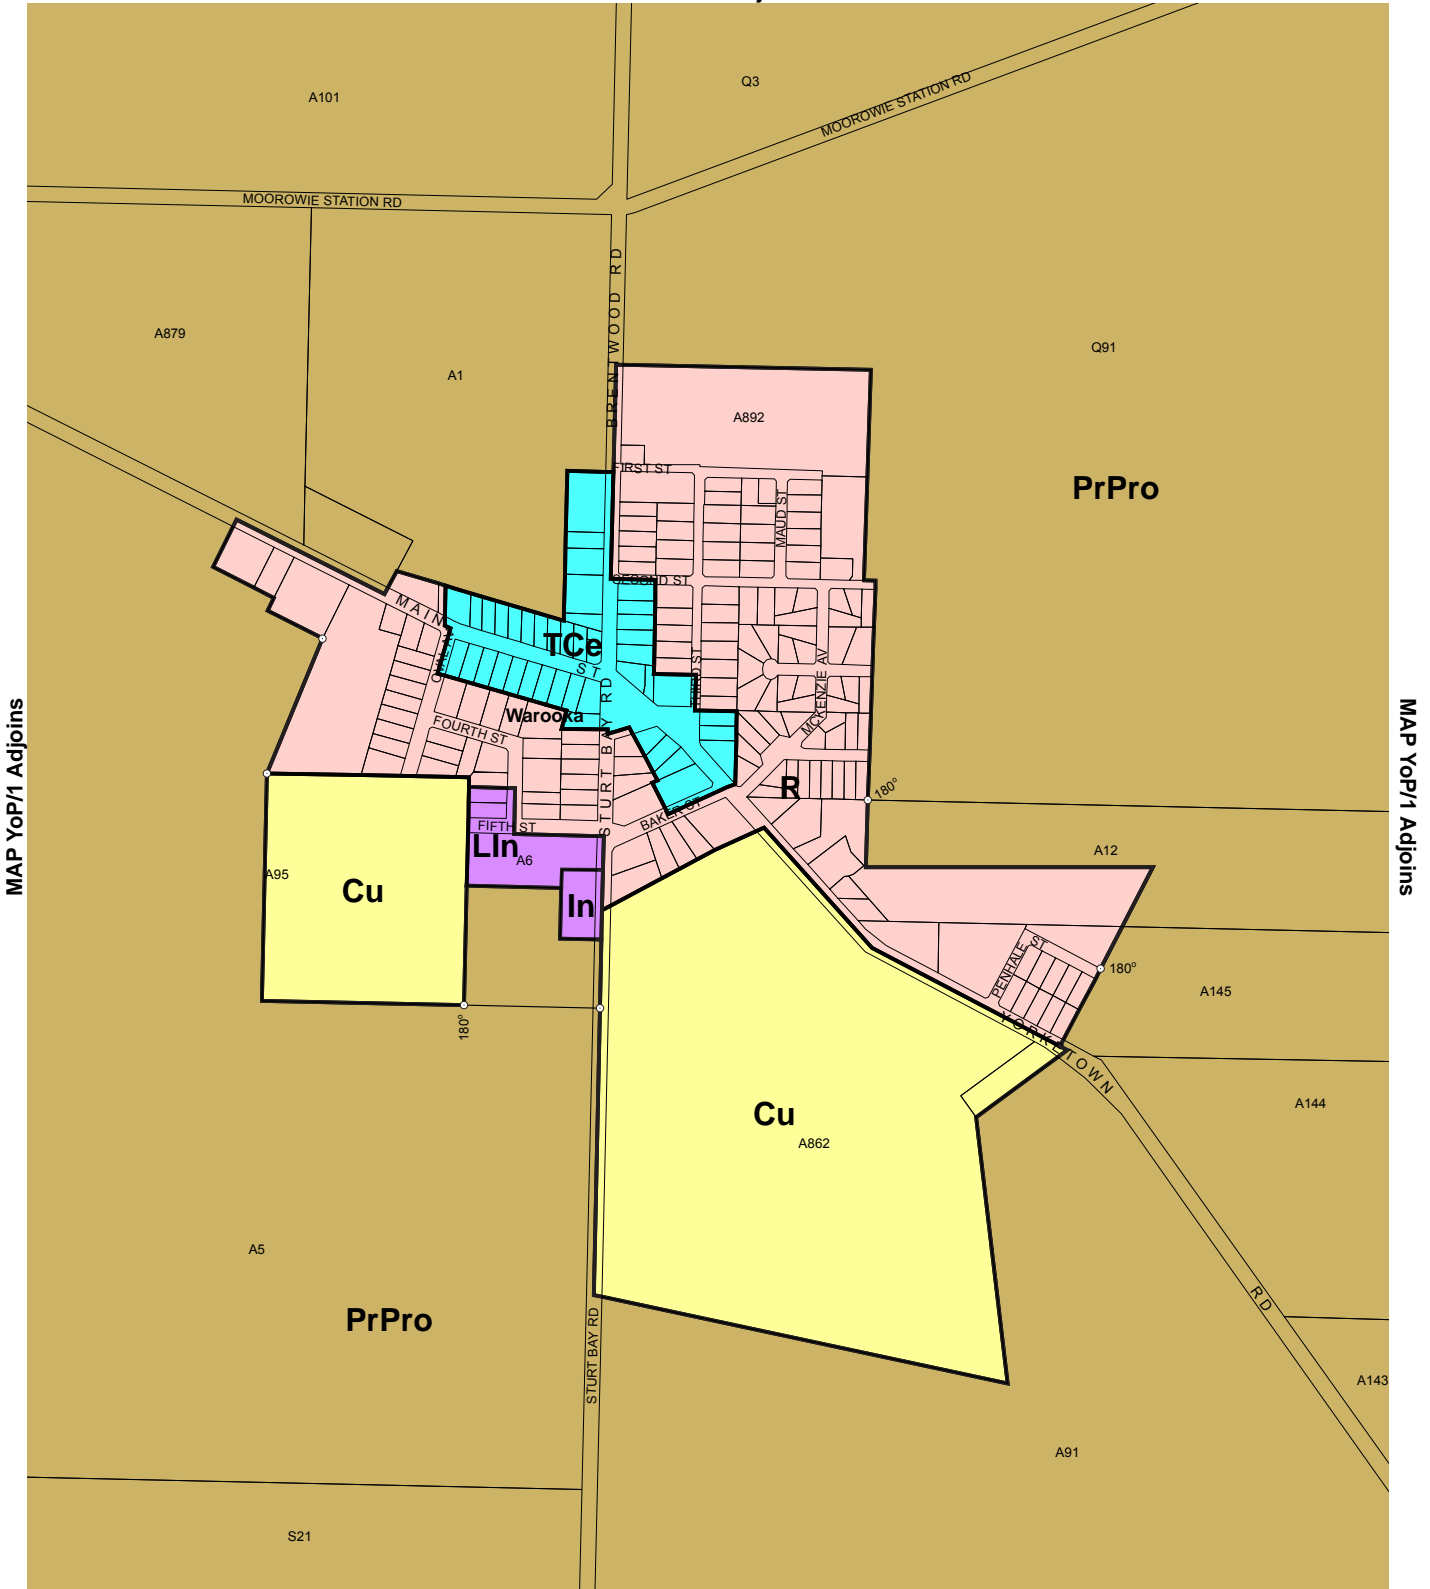 A101
Q3
MOOROWIE STATION RD
MOOROWIE STATION RD
BRENTWOOD RD
A879
A1
Q91
A892
PrPro
FIRST ST
MAUD ST
SECOND ST
MAIN ST
TCe
THIRD ST
MCKENZIE AV
Warooka
FOURTH ST
STURT BAY RD
R
180°
BAKER ST
FIFTH ST
LIn
A6
A12
A95
Cu
In
PENHALE ST
180°
A145
180°
YORKETOWN RD
Cu
A862
A144
A5
PrPro
STURT BAY RD
A143
A91
S21
MAP YoP/1 Adjoins
MAP YoP/1 Adjoins